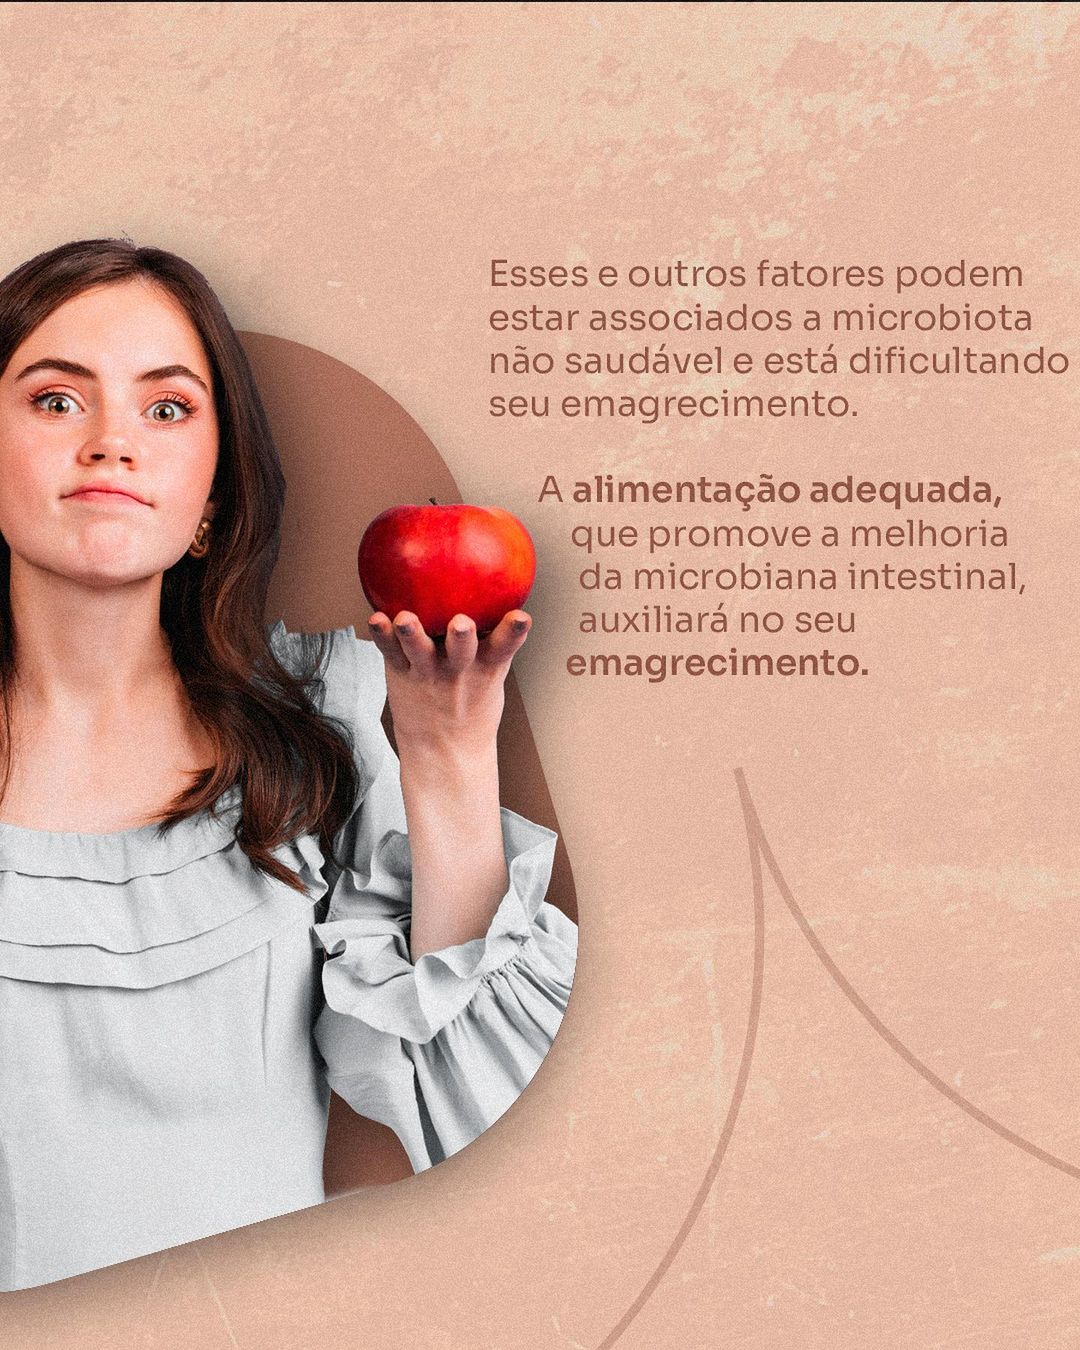 Esses e outros fatores podem
estar associados a microbiota
não saudável e está dificultando
seu emagrecimento.
A alimentação adequada,
que promove a melhoria
da microbiana intestinal,
auxiliará no seu
emagrecimento.